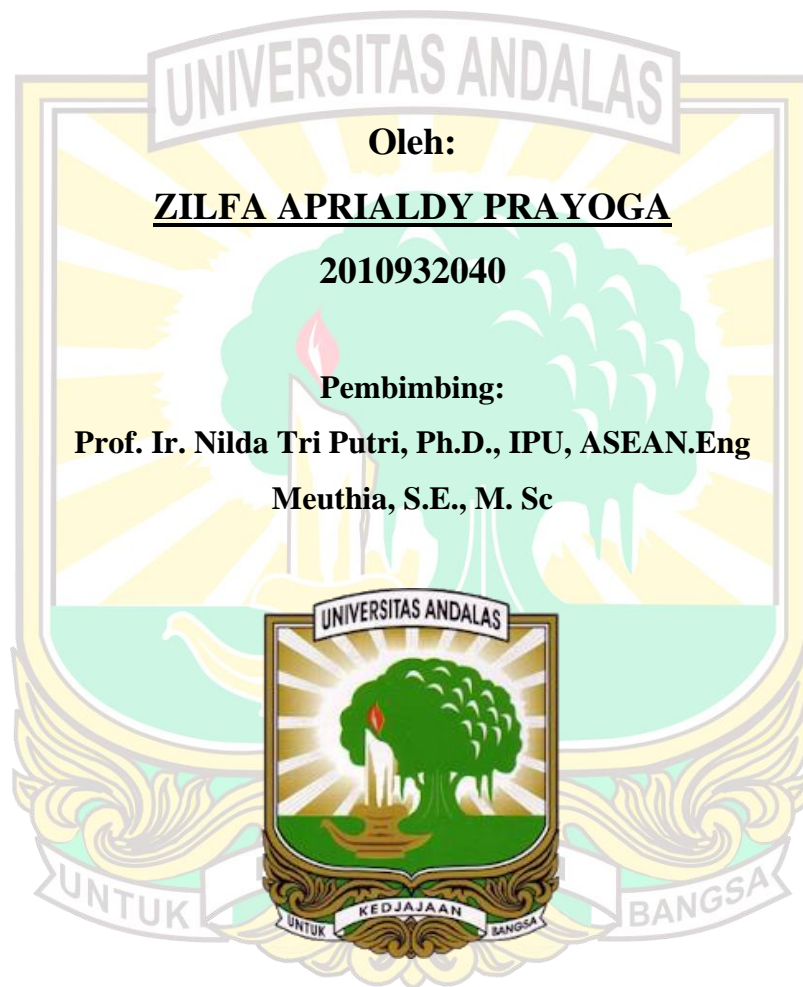 UNIVERSITAS ANDALAS
Oleh:
ZILFA APRIALDY PRAYOGA
2010932040
Pembimbing:
Prof. Ir. Nilda Tri Putri, Ph.D., IPU, ASEAN.Eng
Meuthia, S.E., M. Sc
UNIVERSITAS ANDALAS
UNTUK KEDJAJAAN BANGSA
UNTUK BANGSA